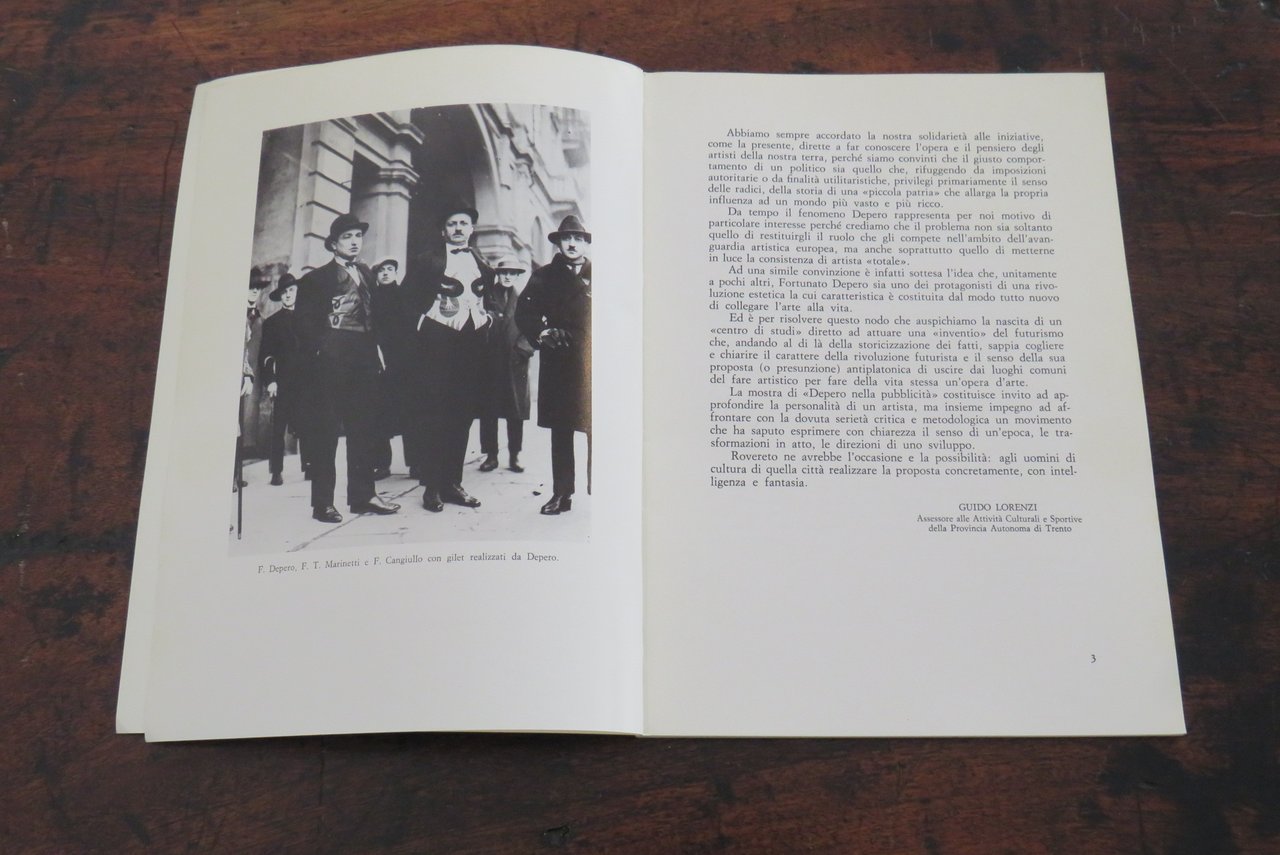 F. Depero, F. T. Marinetti e F. Cangiullo con gilet realizzati da Depero.
Abbiamo sempre accordato la nostra solidarietà alle iniziative,
come la presente, dirette a far conoscere l'opera e il pensiero degli
artisti della nostra terra, perché siamo convinti che il giusto compor-
tamento di un politico sia quello che, rifuggendo da imposizioni
autoritarie o da finalità utilitaristiche, privilegi primariamente il senso
delle radici, della storia di una «piccola patria» che allarga la propria
influenza ad un mondo più vasto e più ricco.
Da tempo il fenomeno Depero rappresenta per noi motivo di
particolare interesse perché crediamo che il problema non sia soltanto
quello di restituirgli il ruolo che gli compete nell'ambito dell'avan-
guardia artistica europea, ma anche soprattutto quello di metterne
in luce la consistenza di artista «totale».
Ad una simile convinzione è infatti sottesa l'idea che, unitamente
a pochi altri, Fortunato Depero sia uno dei protagonisti di una rivo-
luzione estetica la cui caratteristica è costituita dal modo tutto nuovo
di collegare l'arte alla vita.
Ed è per risolvere questo nodo che auspichiamo la nascita di un
«centro di studi» diretto ad attuare una «inventio» del futurismo
che, andando al di là della storicizzazione dei fatti, sappia cogliere
e chiarire il carattere della rivoluzione futurista e il senso della sua
proposta (o presunzione) antiplatonica di uscire dai luoghi comuni
del fare artistico per fare della vita stessa un'opera d'arte.
La mostra di «Depero nella pubblicità» costituisce invito ad ap-
profondire la personalità di un artista, ma insieme impegno ad af-
frontare con la dovuta serietà critica e metodologica un movimento
che ha saputo esprimere con chiarezza il senso di un'epoca, le tra-
sformazioni in atto, le direzioni di uno sviluppo.
Rovereto ne avrebbe l'occasione e la possibilità: agli uomini di
cultura di quella città realizzare la proposta concretamente, con intel-
ligenza e fantasia.
GUIDO LORENZI
Assessore alle Attività Culturali e Sportive
della Provincia Autonoma di Trento
3